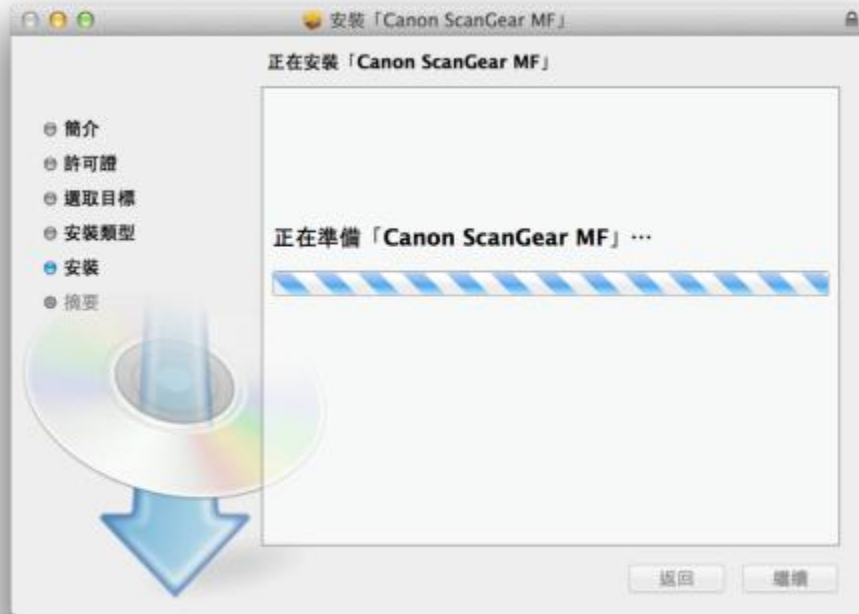 安裝「Canon ScanGear MF」
正在安裝「Canon ScanGear MF」
簡介
許可證
選取目標
安裝類型
安裝
摘要
正在準備「Canon ScanGear MF」…
返回
繼續